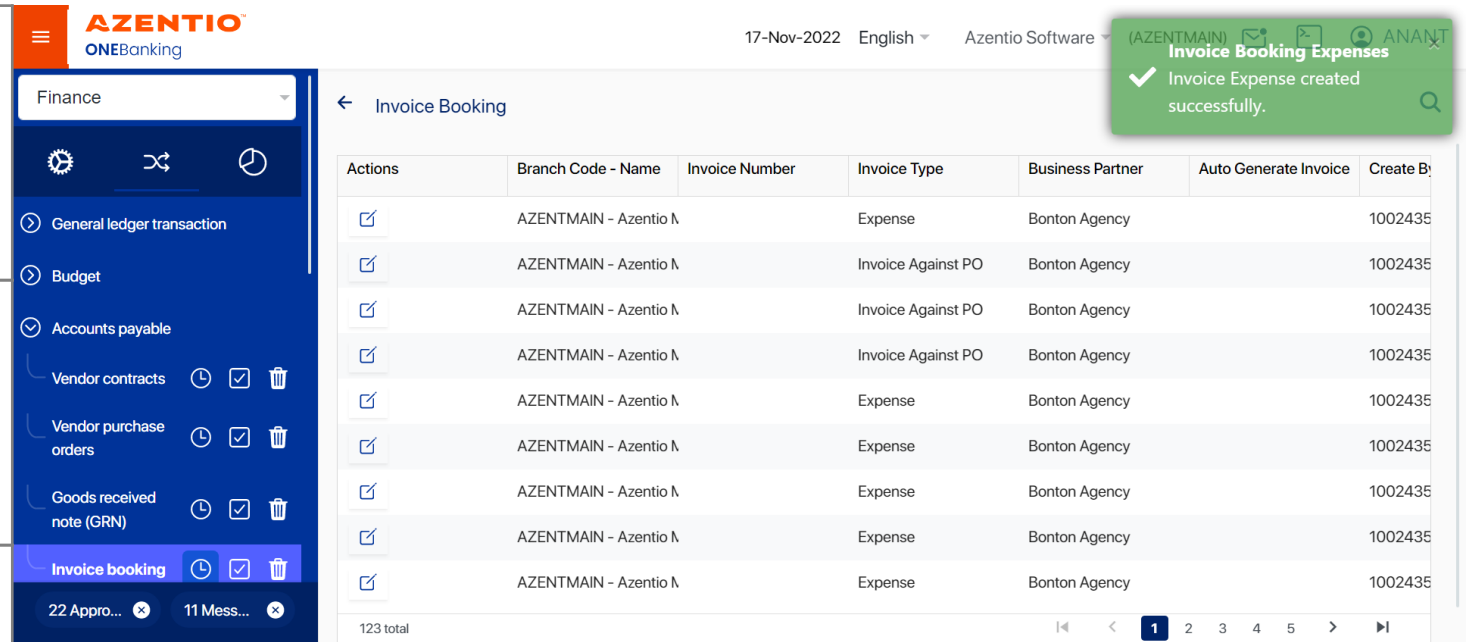 AZENTIO
ONEBanking
17-Nov-2022 English Azentio Software (AZENTMAIN) ANANT
Invoice Booking Expenses
Invoice Expense created
successfully.
Finance
General ledger transaction
Budget
Accounts payable
Vendor contracts
Vendor purchase
orders
Goods received
note (GRN)
Invoice booking
22 Appro...
11 Mess...
Invoice Booking
Actions Branch Code - Name Invoice Number Invoice Type Business Partner Auto Generate Invoice Create By
AZENTMAIN - Azentio M Expense Bonton Agency 1002435
AZENTMAIN - Azentio M Invoice Against PO Bonton Agency 1002435
AZENTMAIN - Azentio M Invoice Against PO Bonton Agency 1002435
AZENTMAIN - Azentio M Invoice Against PO Bonton Agency 1002435
AZENTMAIN - Azentio M Expense Bonton Agency 1002435
AZENTMAIN - Azentio M Expense Bonton Agency 1002435
AZENTMAIN - Azentio M Expense Bonton Agency 1002435
AZENTMAIN - Azentio M Expense Bonton Agency 1002435
AZENTMAIN - Azentio M Expense Bonton Agency 1002435
123 total 1 2 3 4 5